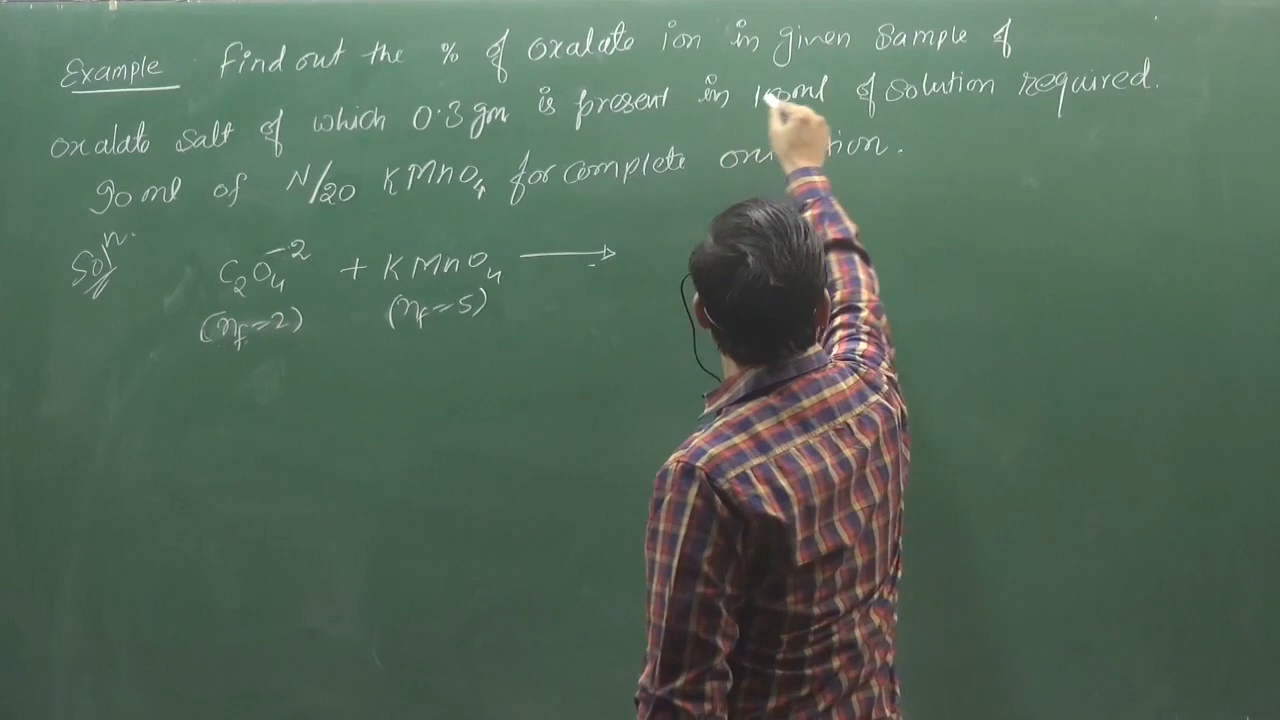 Example Find out the % of oxalate ion in given sample of
oxalate salt of which 0.3 gm is present in 100ml of solution required.
90 ml of N/20 KMnO4 for complete
Solⁿ. C2O4⁻² + KMnO4 ⟶
(nf=2) (nf=5)